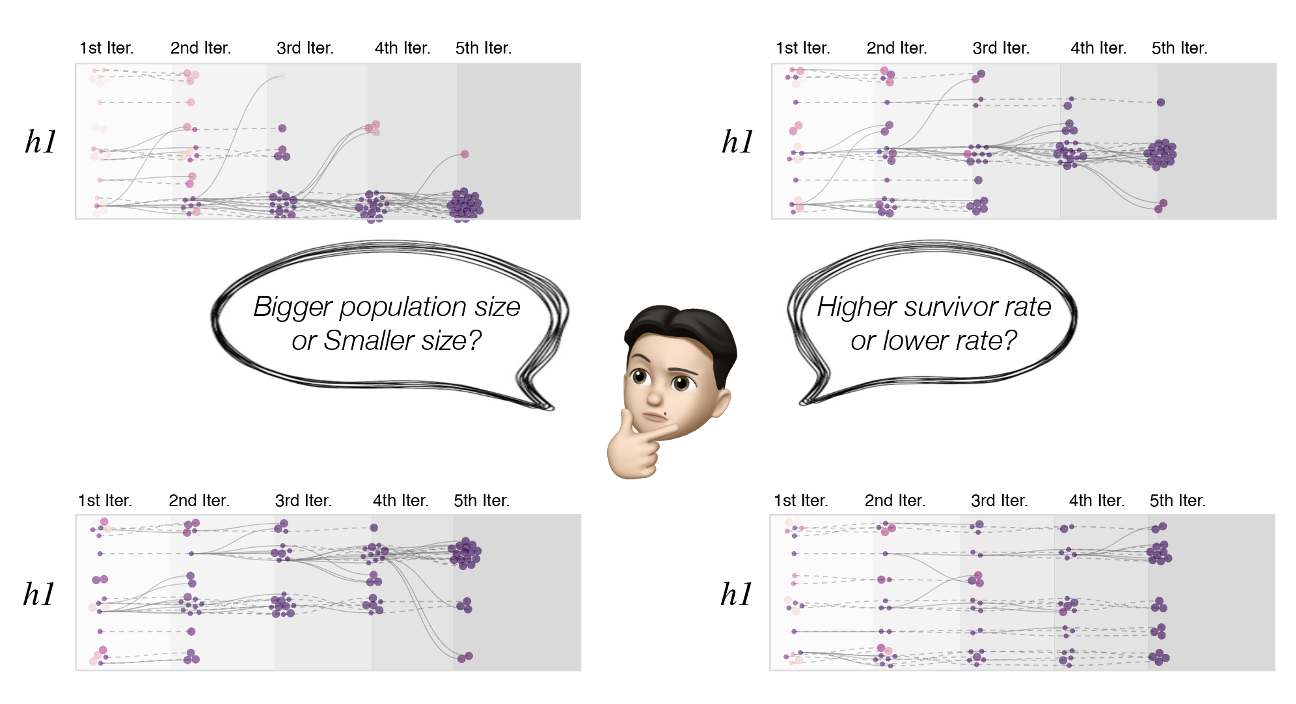 1st Iter. 2nd Iter. 3rd Iter. 4th Iter. 5th Iter.
h1
1st Iter. 2nd Iter. 3rd Iter. 4th Iter. 5th Iter.
h1
Bigger population size
or Smaller size?
Higher survivor rate
or lower rate?
1st Iter. 2nd Iter. 3rd Iter. 4th Iter. 5th Iter.
h1
1st Iter. 2nd Iter. 3rd Iter. 4th Iter. 5th Iter.
h1